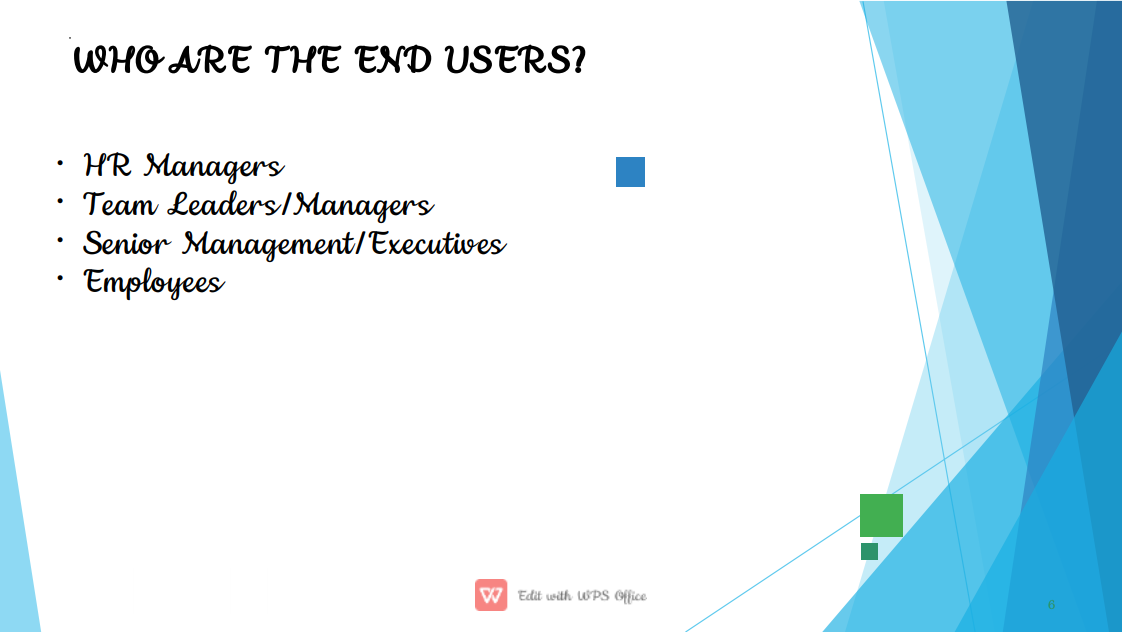 WHO ARE THE END USERS?
• HR Managers
• Team Leaders/Managers
• Senior Management/Executives
• Employees
W Edit with WPS Office
6